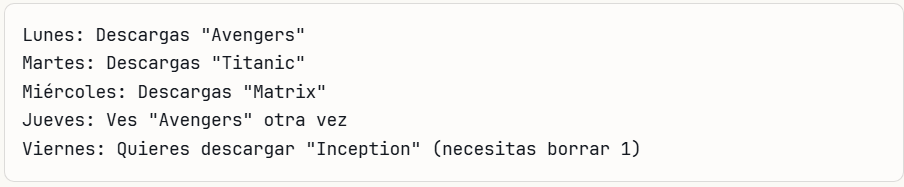 Lunes: Descargas "Avengers"
Martes: Descargas "Titanic"
Miércoles: Descargas "Matrix"
Jueves: Ves "Avengers" otra vez
Viernes: Quieres descargar "Inception" (necesitas borrar 1)